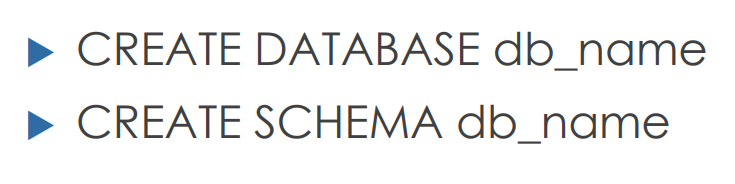 CREATE DATABASE db_name
CREATE SCHEMA db_name